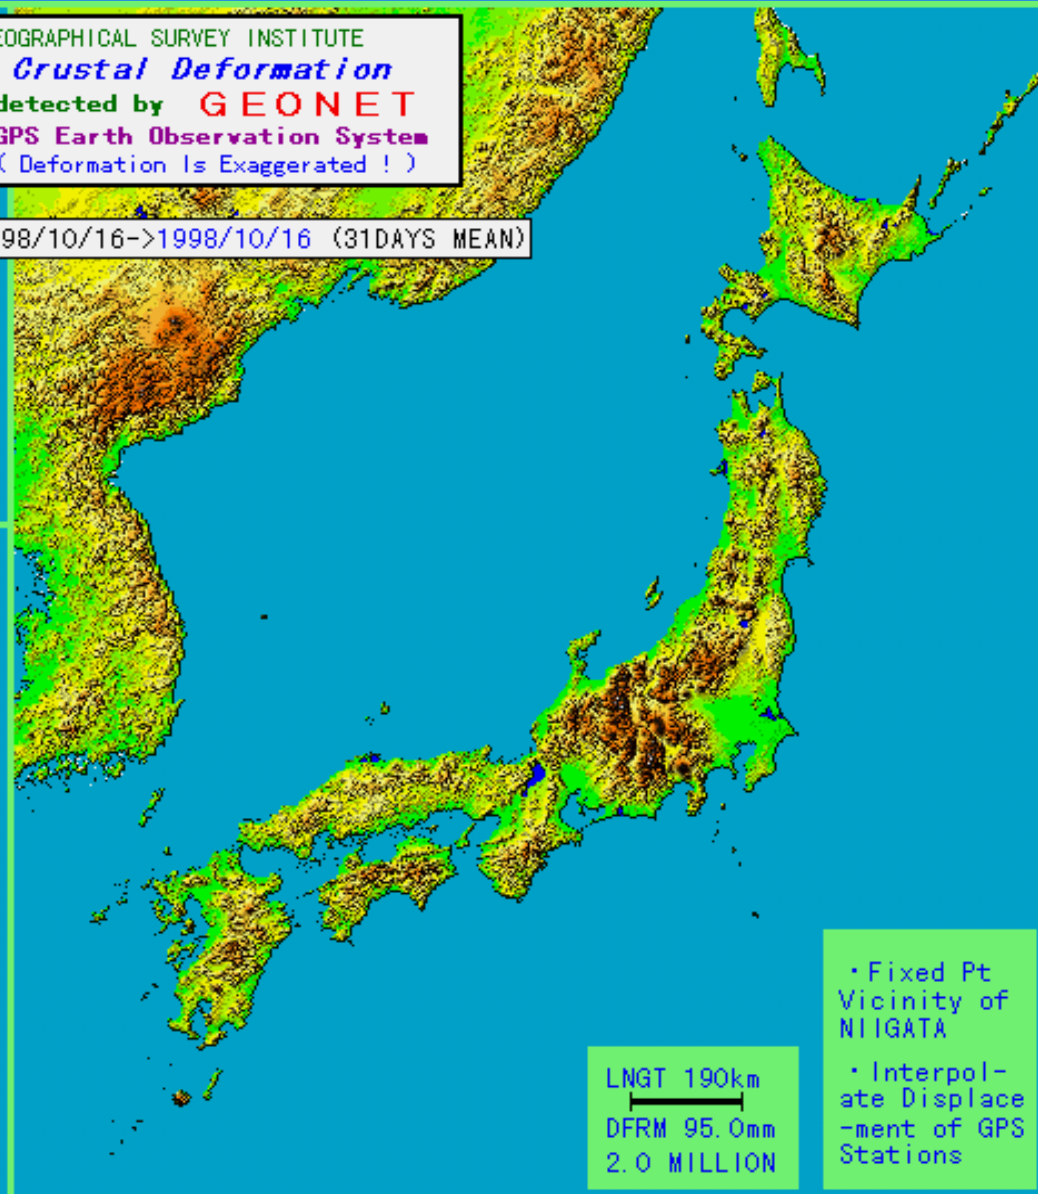 EOGRAPHICAL SURVEY INSTITUTE
Crustal Deformation
detected by GEONET
GPS Earth Observation System
( Deformation Is Exaggerated ! )
98/10/16->1998/10/16 (31DAYS MEAN)
・Fixed Pt
Vicinity of
NIIGATA
・Interpol-
ate Displace
-ment of GPS
Stations
LNGT 190km
DFRM 95.0mm
2.0 MILLION